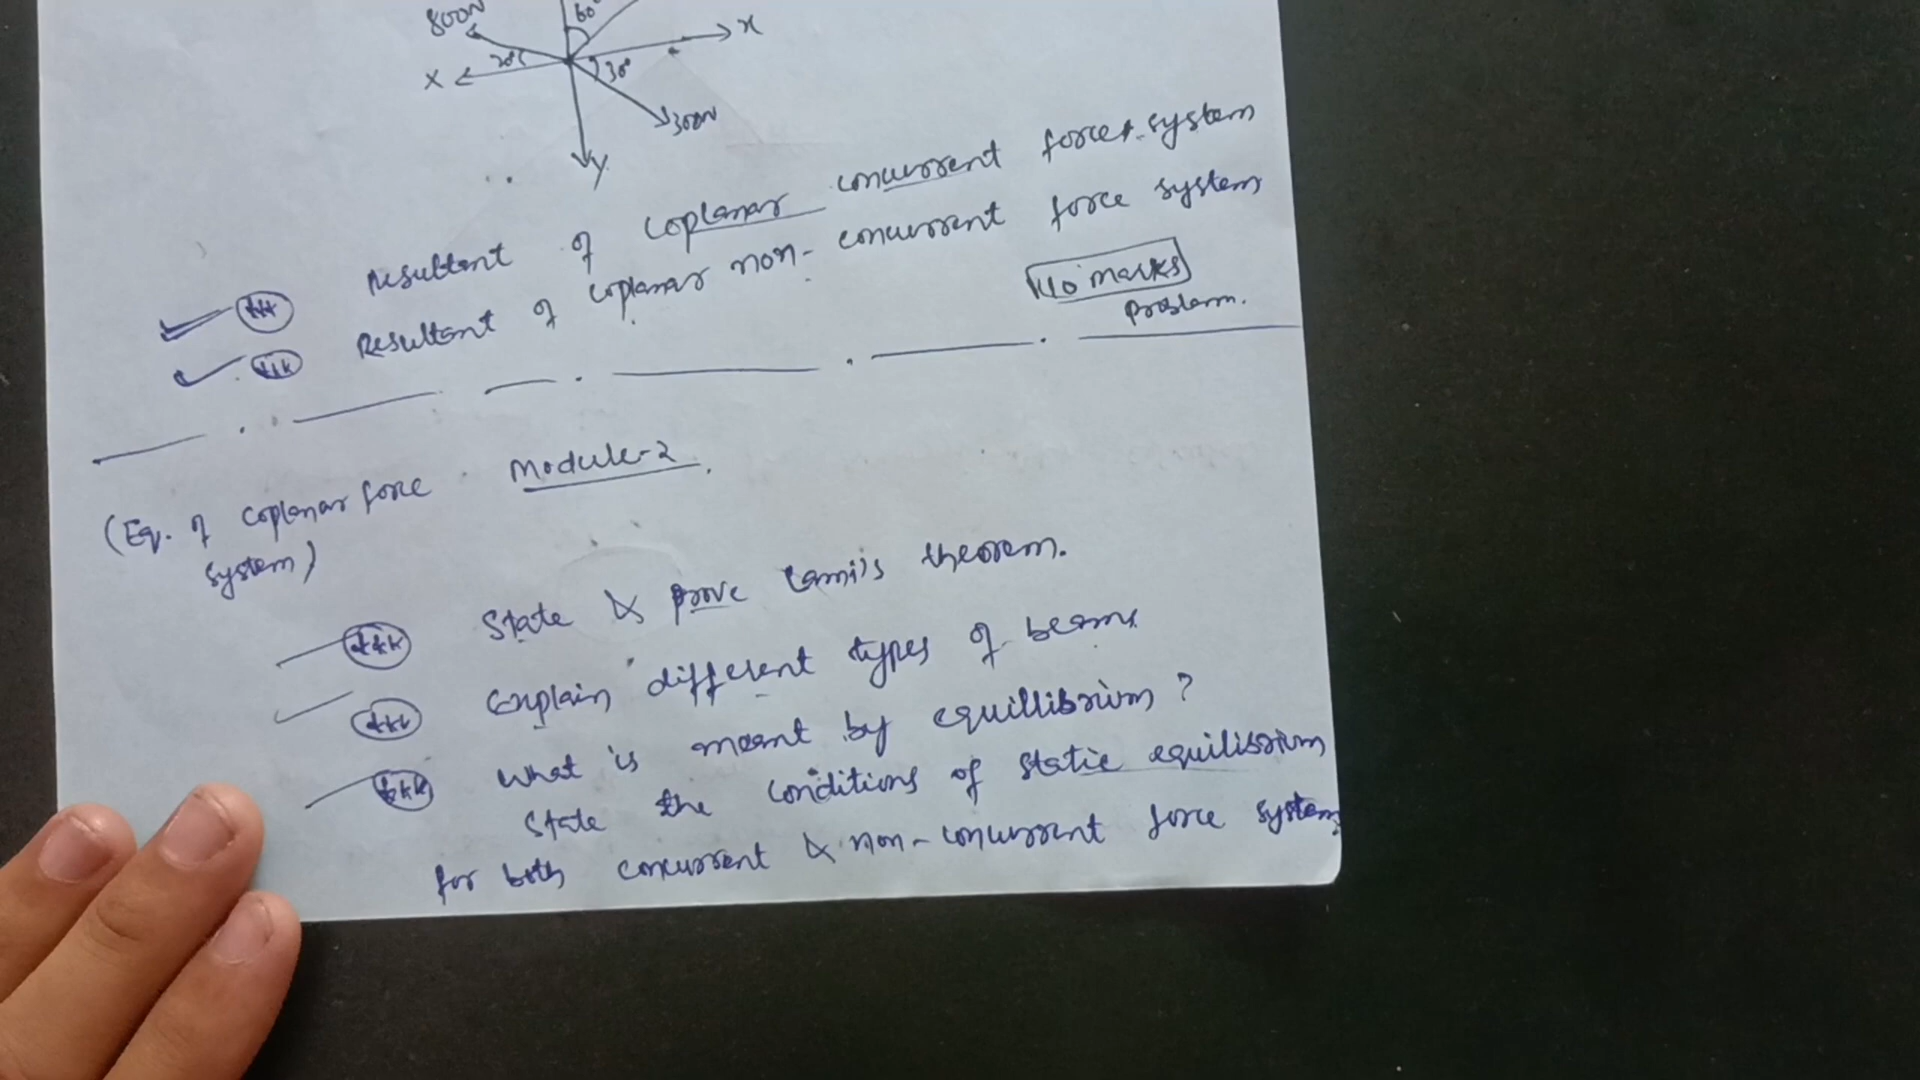 800N
60°
x
20°
X
30°
300N
y
*** Resultant of coplanar concurrent force system
*** Resultant of coplanar non-concurrent force system
10 marks
Problem.
Module-2
(Eq. of coplanar force
system)
*** State & prove Lami's theorem.
*** Explain different types of beams
*** What is meant by equillibrium ?
State the conditions of static equilibrium
for both concurrent & non-concurrent force system